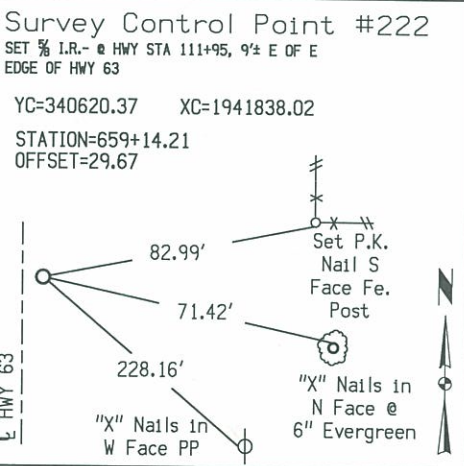 Survey Control Point #222
SET 5/8 I.R.- @ HWY STA 111+95, 9'± E OF E
EDGE OF HWY 63
YC=340620.37 XC=1941838.02
STATION=659+14.21
OFFSET=29.67
82.99'
Set P.K.
Nail S
Face Fe.
Post
71.42'
228.16'
"X" Nails in
N Face @
6" Evergreen
"X" Nails in
W Face PP
HWY 63
N